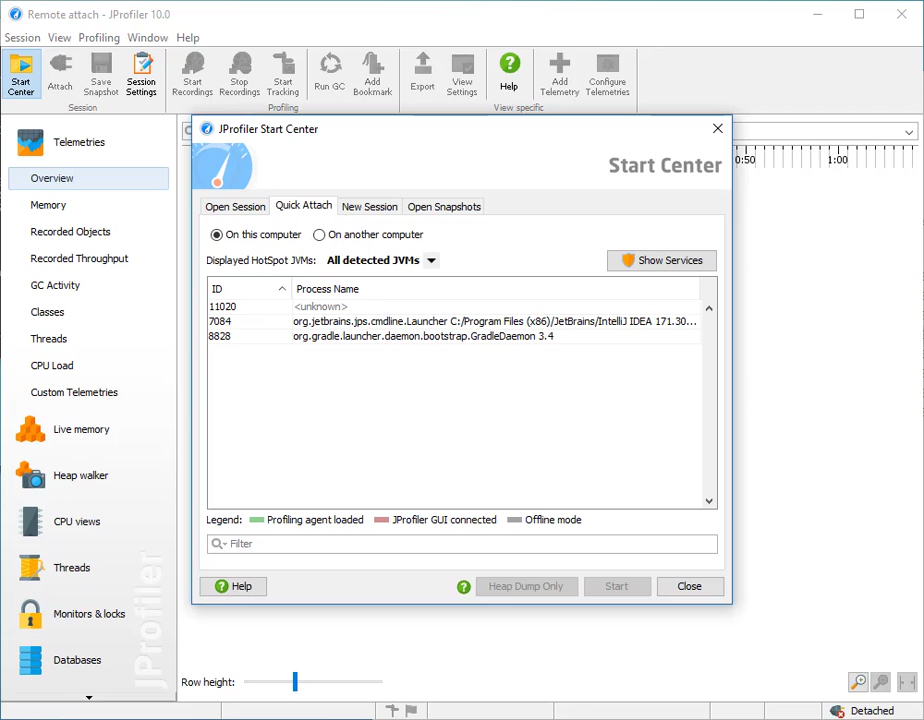 Remote attach - JProfiler 10.0
Session View Profiling Window Help
Start Center
Attach
Save Snapshot
Session Settings
Start Recordings
Stop Recordings
Start Tracking
Run GC
Add Bookmark
Export
View Settings
Help
Add Telemetry
Configure Telemetries
Session
Profiling
View specific
Telemetries
Overview
Memory
Recorded Objects
Recorded Throughput
GC Activity
Classes
Threads
CPU Load
Custom Telemetries
Live memory
Heap walker
CPU views
Threads
Monitors & locks
Databases
JProfiler
0:50 1:00
JProfiler Start Center
Start Center
Open Session Quick Attach New Session Open Snapshots
On this computer On another computer
Displayed HotSpot JVMs: All detected JVMs Show Services
ID Process Name
11020 <unknown>
7084 org.jetbrains.jps.cmdline.Launcher C:/Program Files (x86)/JetBrains/IntelliJ IDEA 171.30...
8828 org.gradle.launcher.daemon.bootstrap.GradleDaemon 3.4
Legend: Profiling agent loaded JProfiler GUI connected Offline mode
Filter
Help Heap Dump Only Start Close
Row height:
Detached